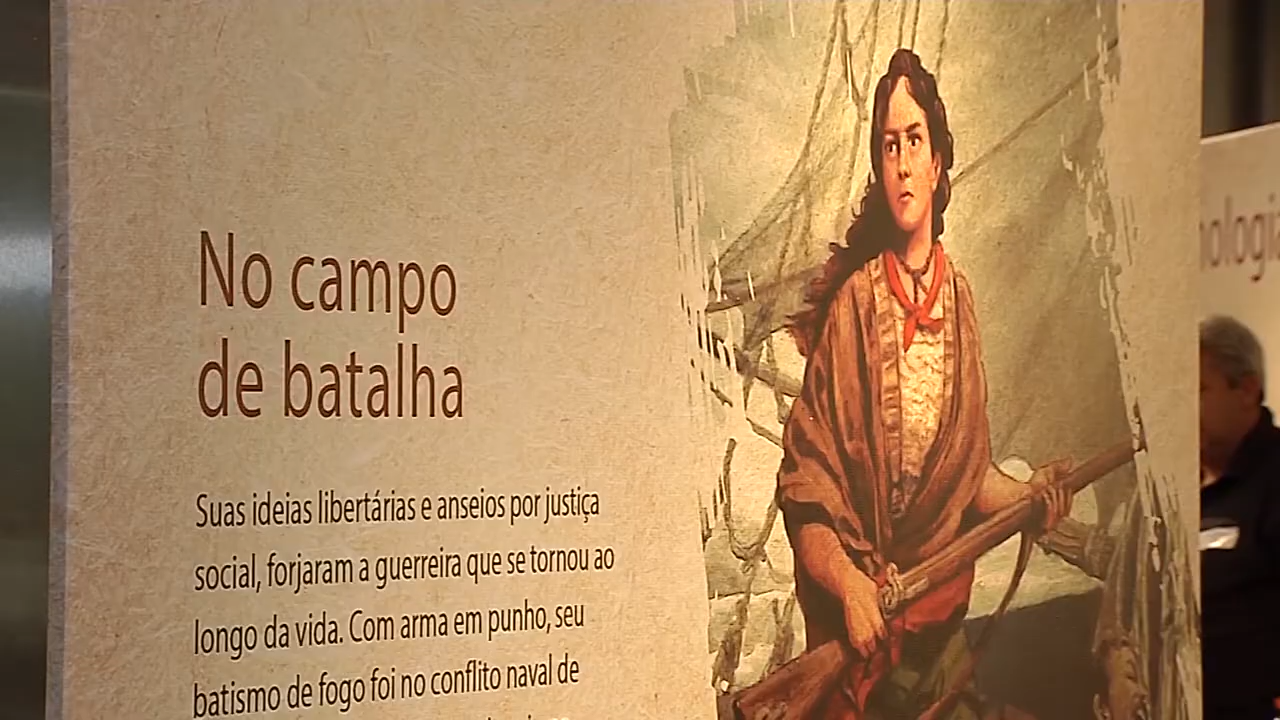 No campo
de batalha
Suas ideias libertárias e anseios por justiça
social, forjaram a guerreira que se tornou ao
longo da vida. Com arma em punho, seu
batismo de fogo foi no conflito naval de